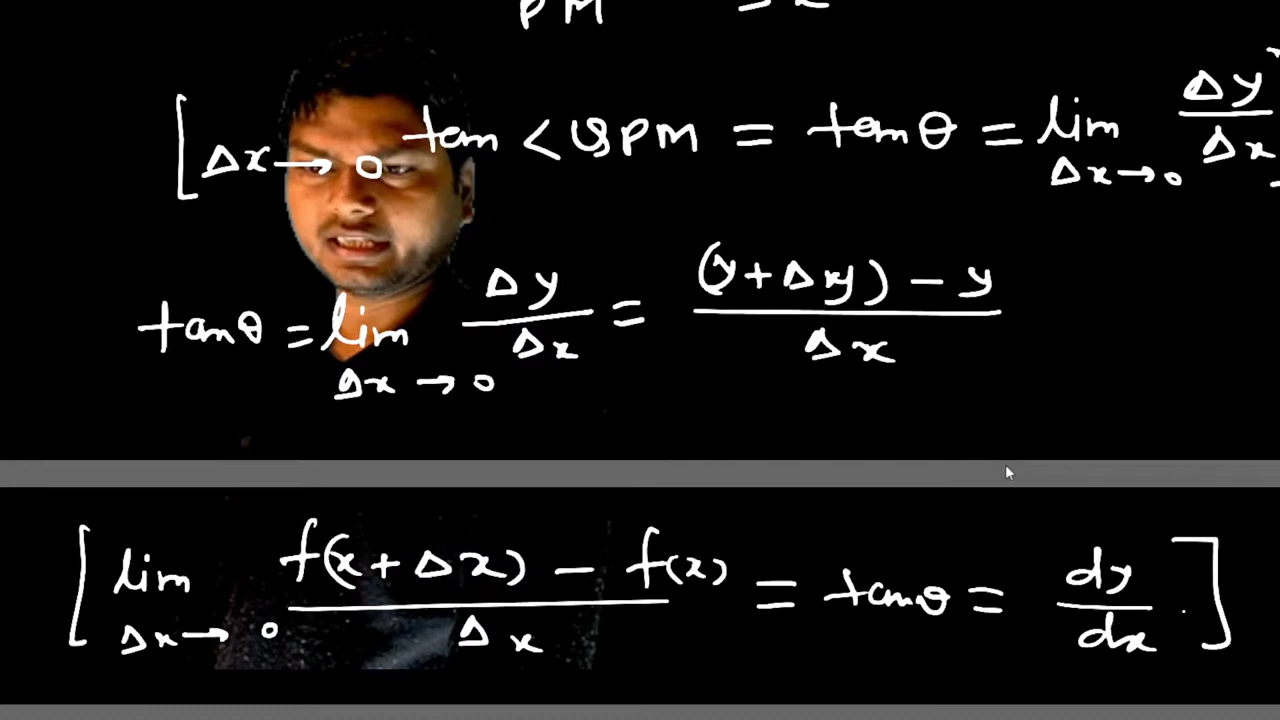 PM
[Δx → 0 tan < QPM = tanθ = lim Δx→0 Δy/Δx
tanθ = lim Δx → 0 Δy/Δx = (y + Δy) - y / Δx
[lim Δx → 0 f(x + Δx) - f(x) / Δx = tanθ = dy/dx]